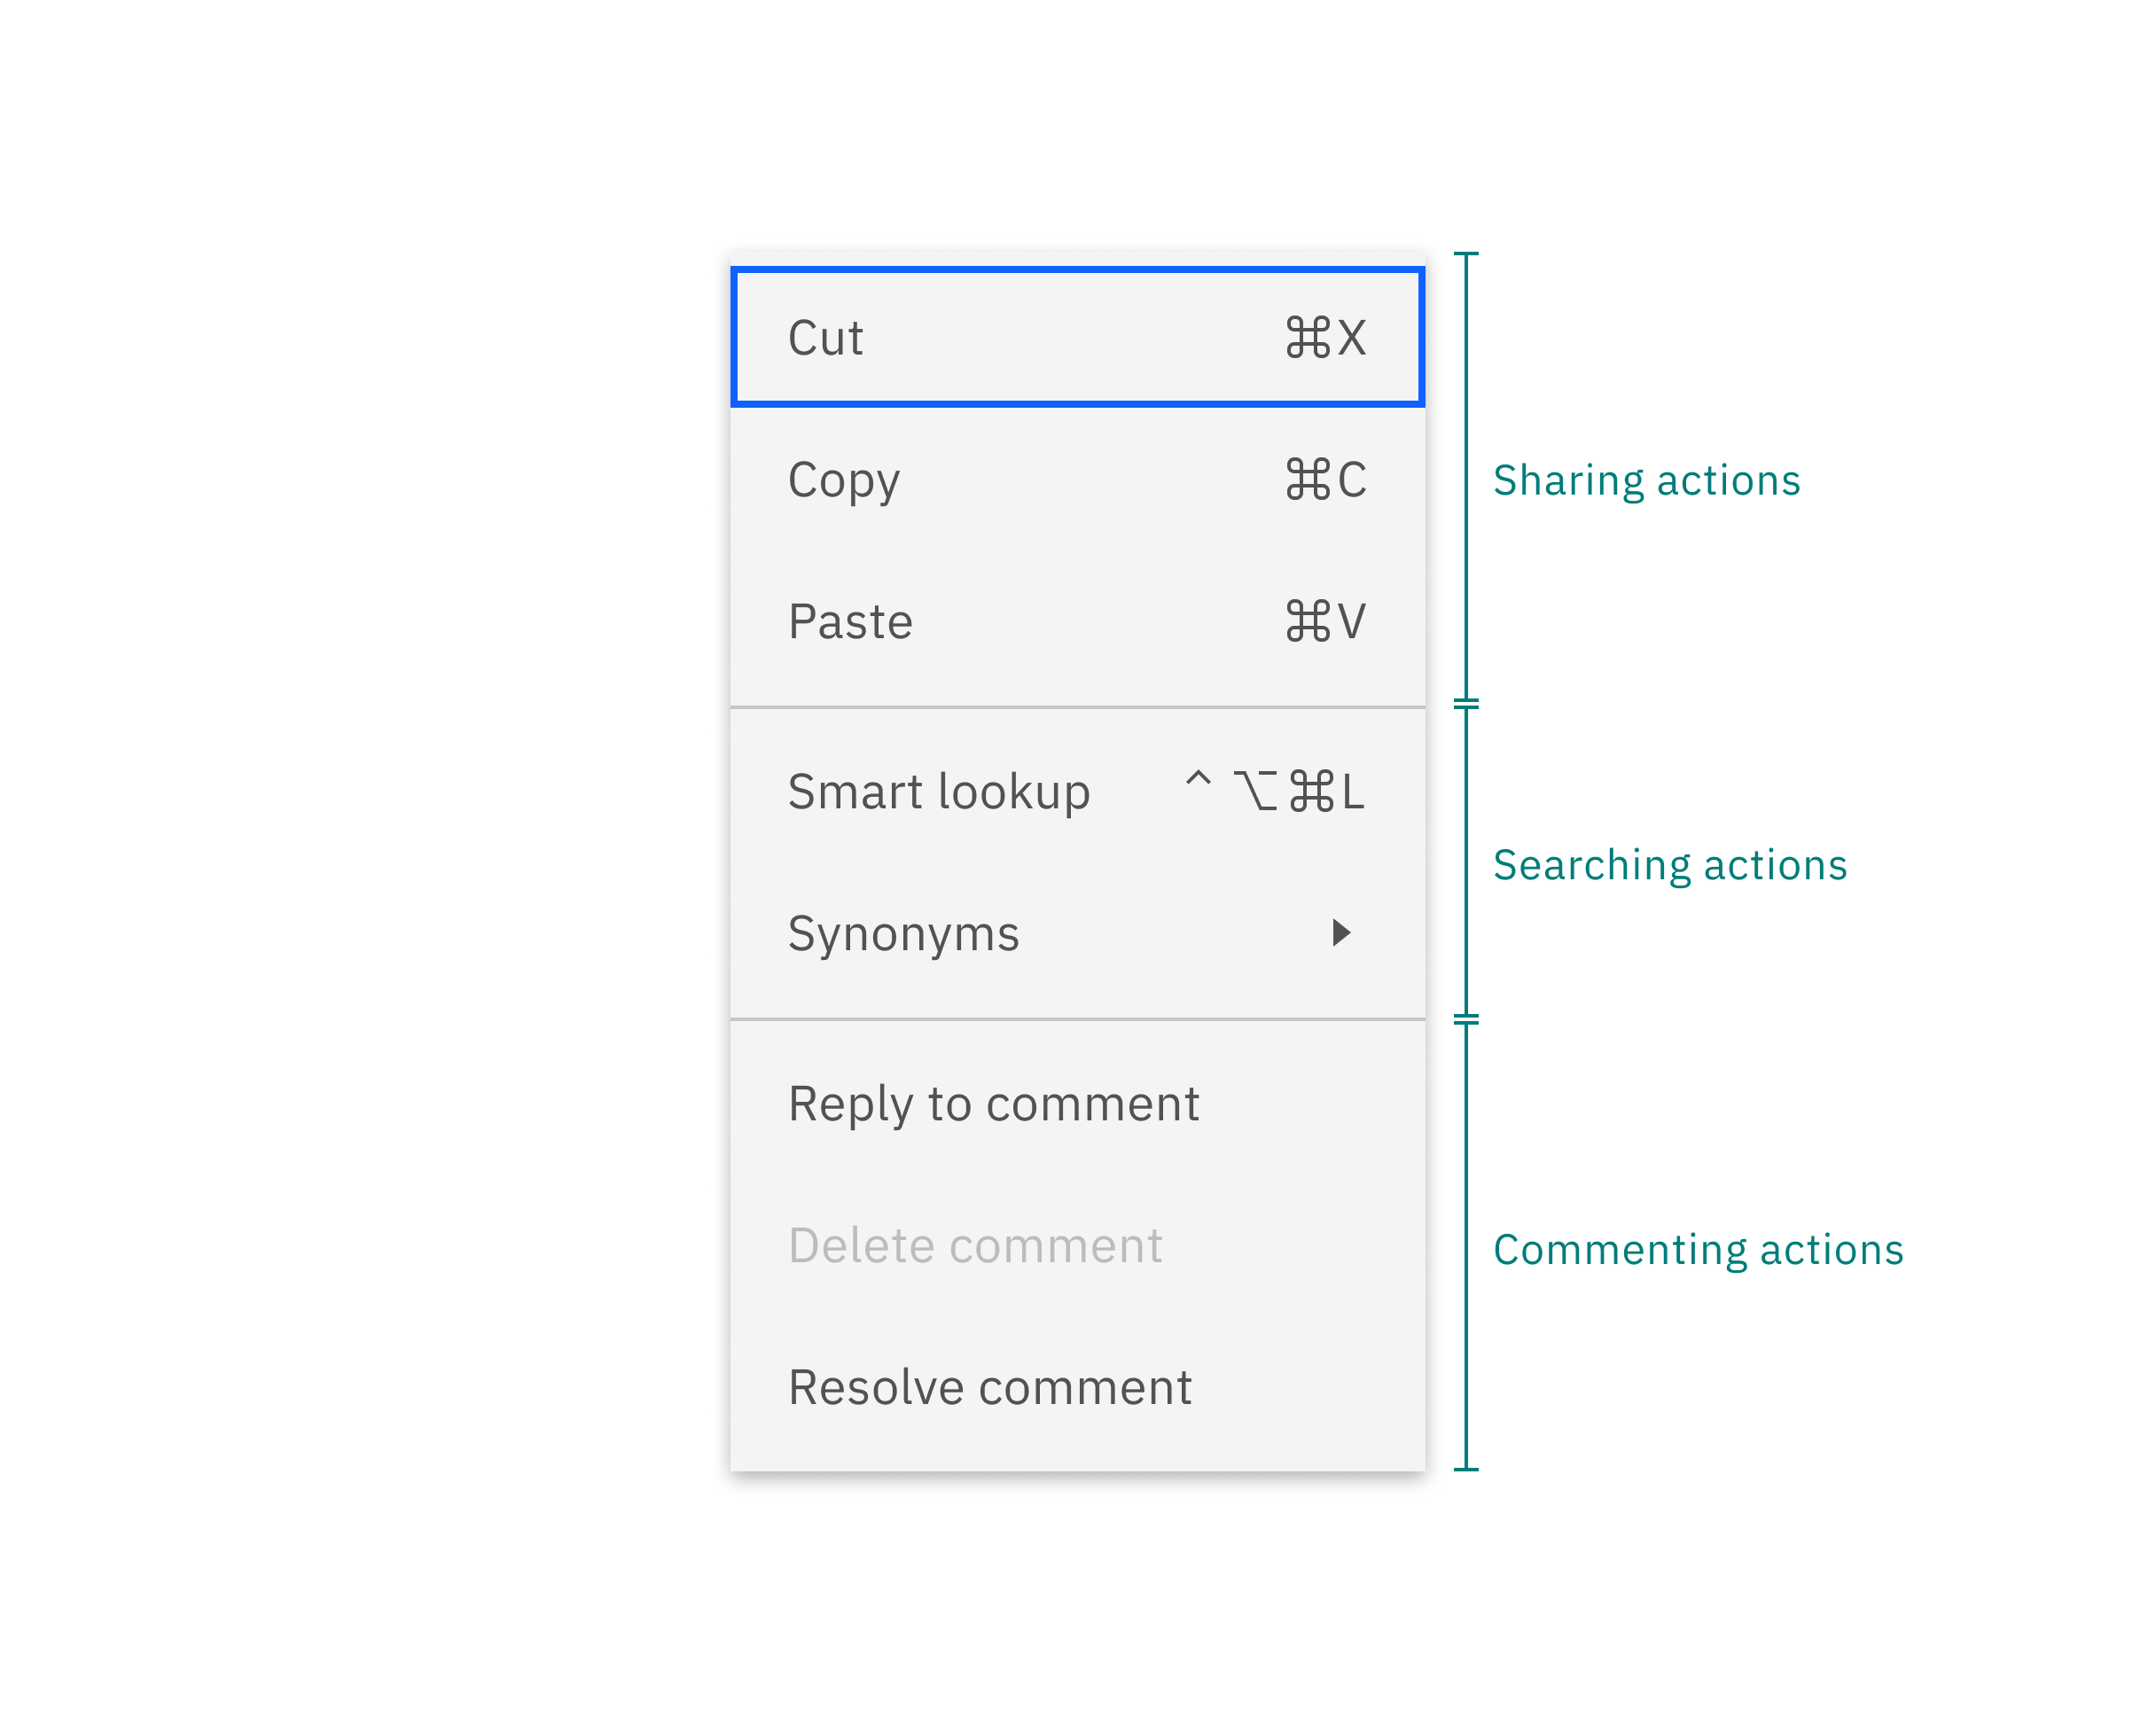 Cut ⌘X
Copy ⌘C
Paste ⌘V
Sharing actions
Smart lookup ⌃⌥⌘L
Synonyms
Searching actions
Reply to comment
Delete comment
Resolve comment
Commenting actions